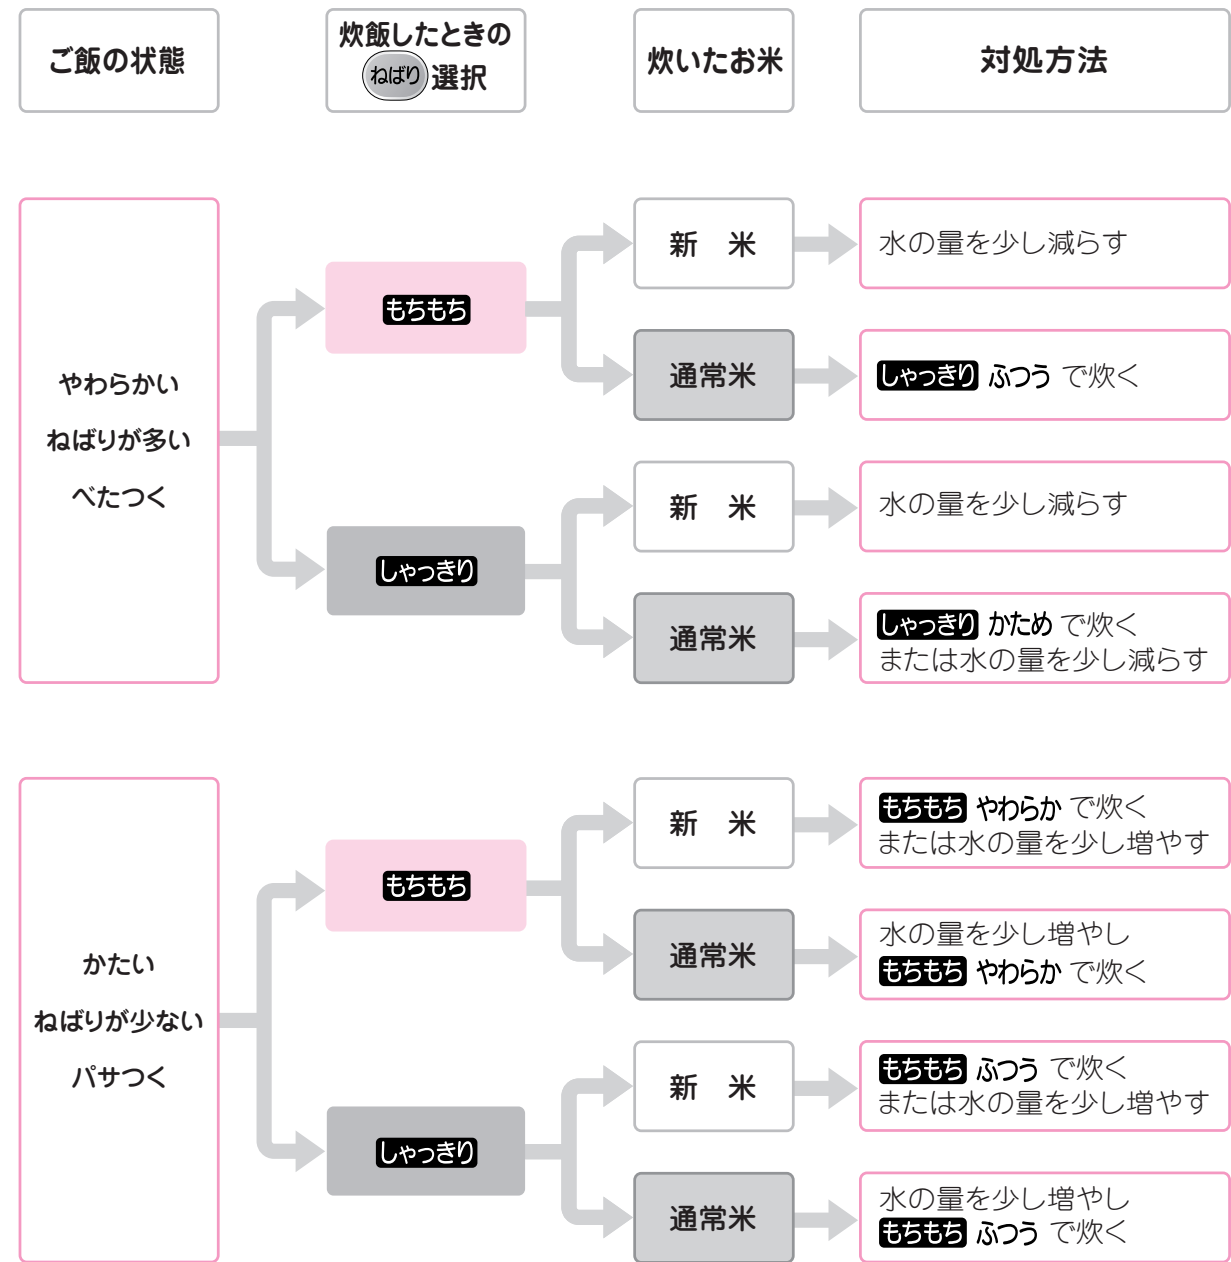 ご飯の状態
炊飯したときの
ねばり 選択
炊いたお米
対処方法
やわらかい
ねばりが多い
べたつく
もちもち
新　米
水の量を少し減らす
通常米
しゃっきり ふつう で炊く
しゃっきり
新　米
水の量を少し減らす
通常米
しゃっきり かため で炊く
または水の量を少し減らす
かたい
ねばりが少ない
パサつく
もちもち
新　米
もちもち やわらか で炊く
または水の量を少し増やす
通常米
水の量を少し増やし
もちもち やわらか で炊く
しゃっきり
新　米
もちもち ふつう で炊く
または水の量を少し増やす
通常米
水の量を少し増やし
もちもち ふつう で炊く